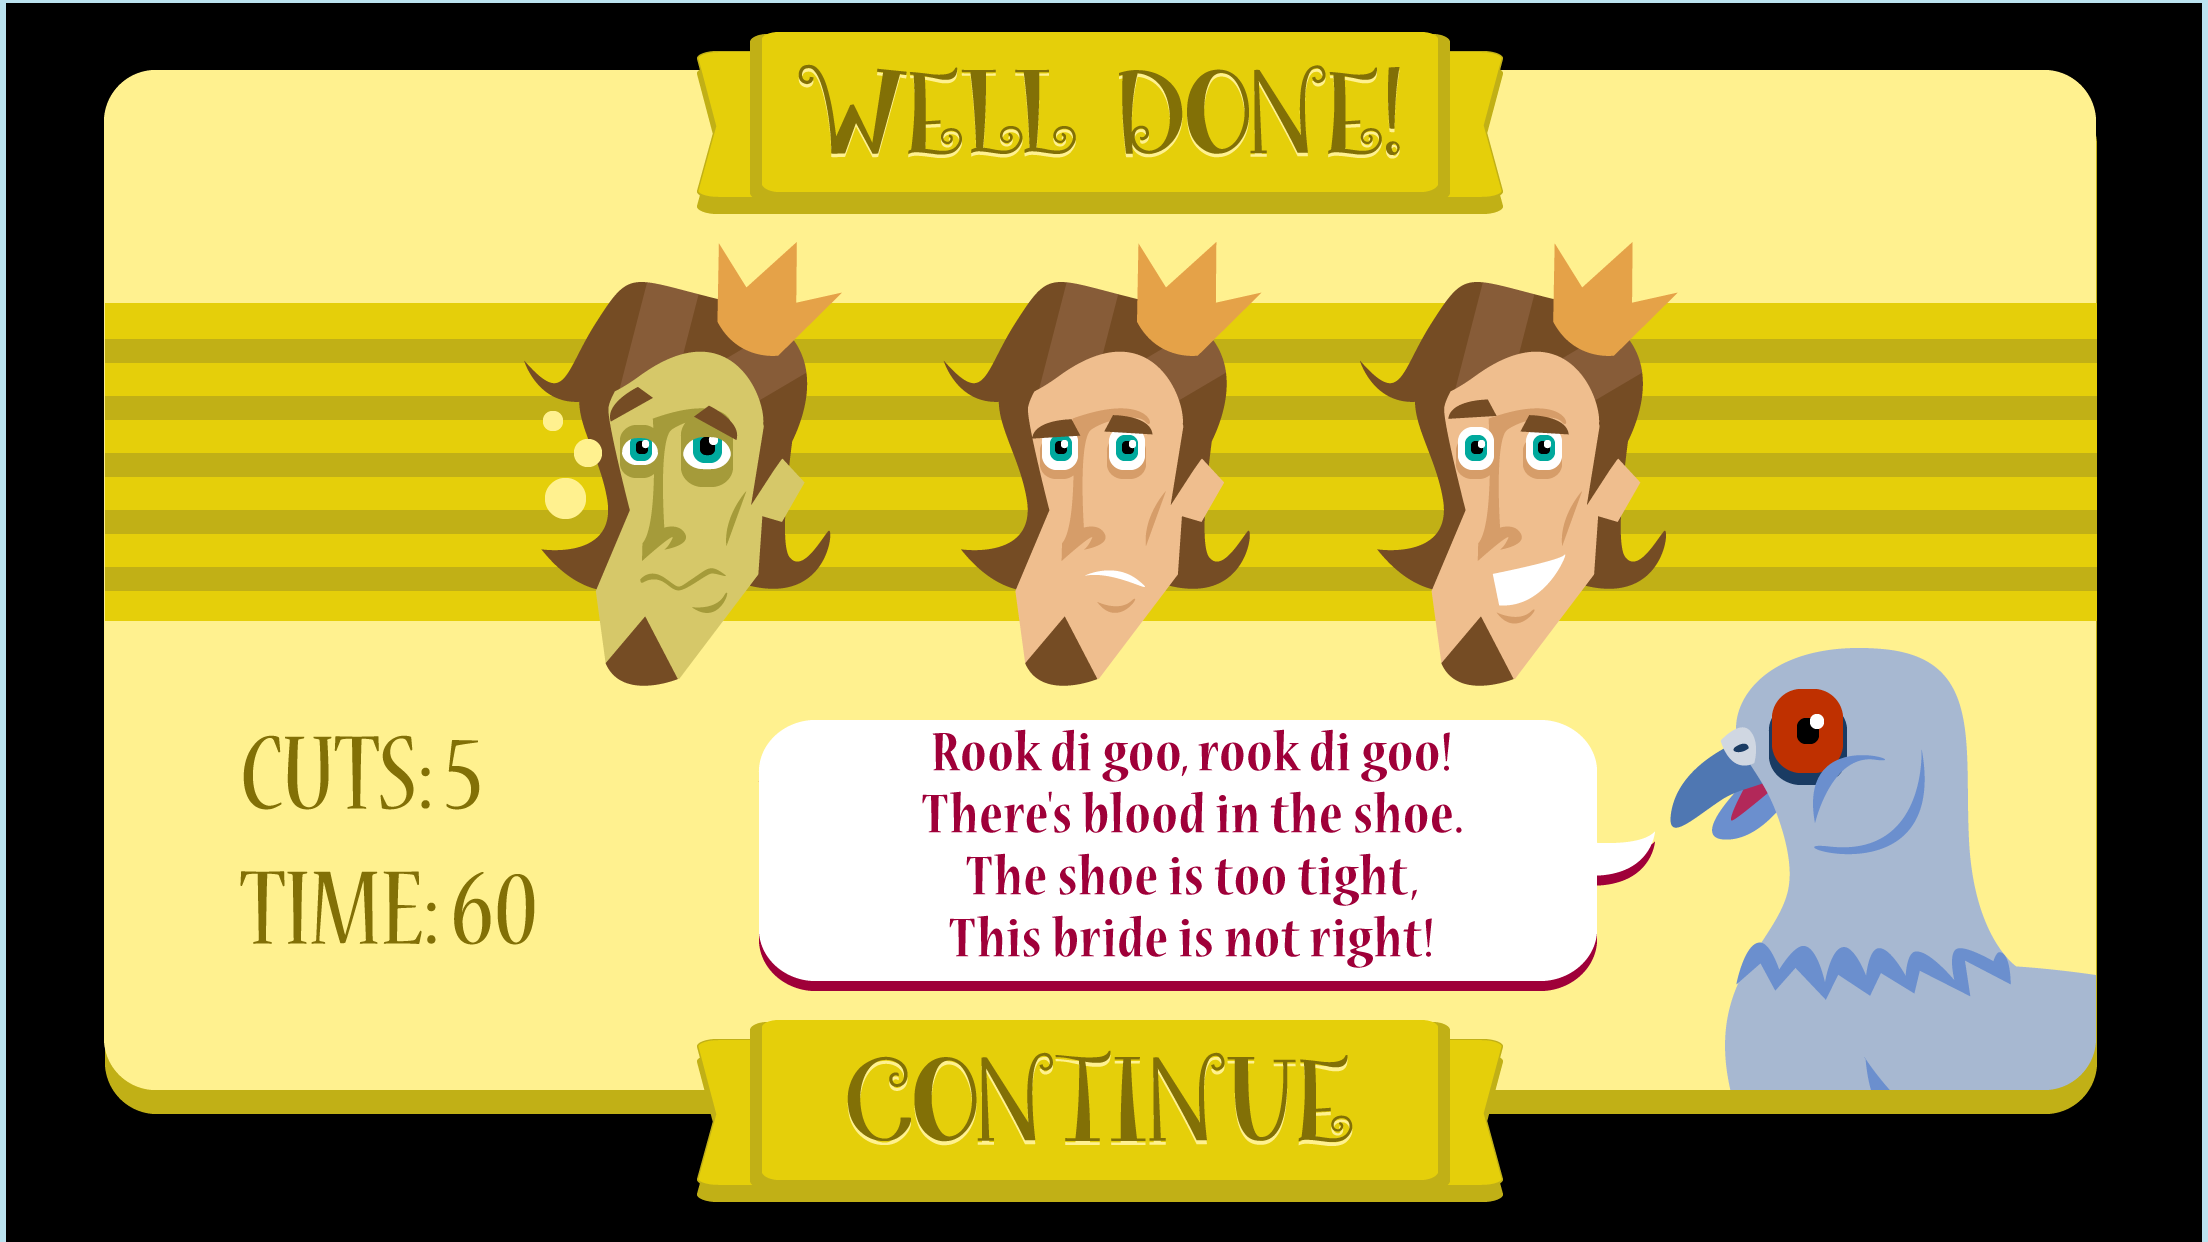 WELL DONE!
CUTS: 5
TIME: 60
Rook di goo, rook di goo!
There's blood in the shoe.
The shoe is too tight,
This bride is not right!
CONTINUE